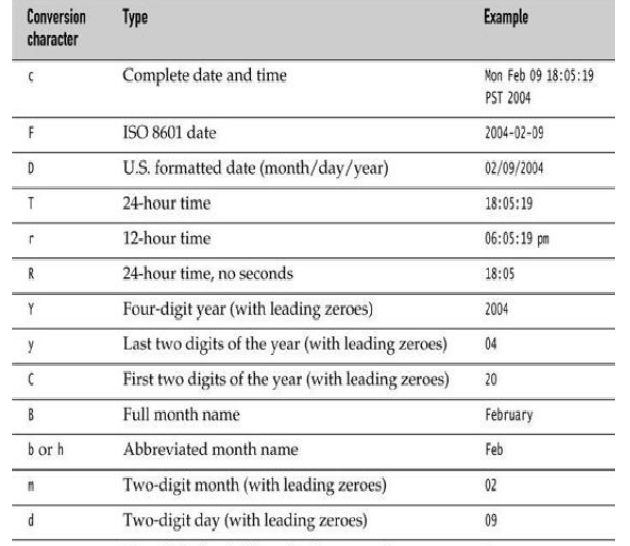 Conversion character Type Example
c Complete date and time Mon Feb 09 18:05:19
PST 2004
F ISO 8601 date 2004-02-09
D U.S. formatted date (month/day/year) 02/09/2004
T 24-hour time 18:05:19
r 12-hour time 06:05:19 pm
R 24-hour time, no seconds 18:05
Y Four-digit year (with leading zeroes) 2004
y Last two digits of the year (with leading zeroes) 04
C First two digits of the year (with leading zeroes) 20
B Full month name February
b or h Abbreviated month name Feb
m Two-digit month (with leading zeroes) 02
d Two-digit day (with leading zeroes) 09